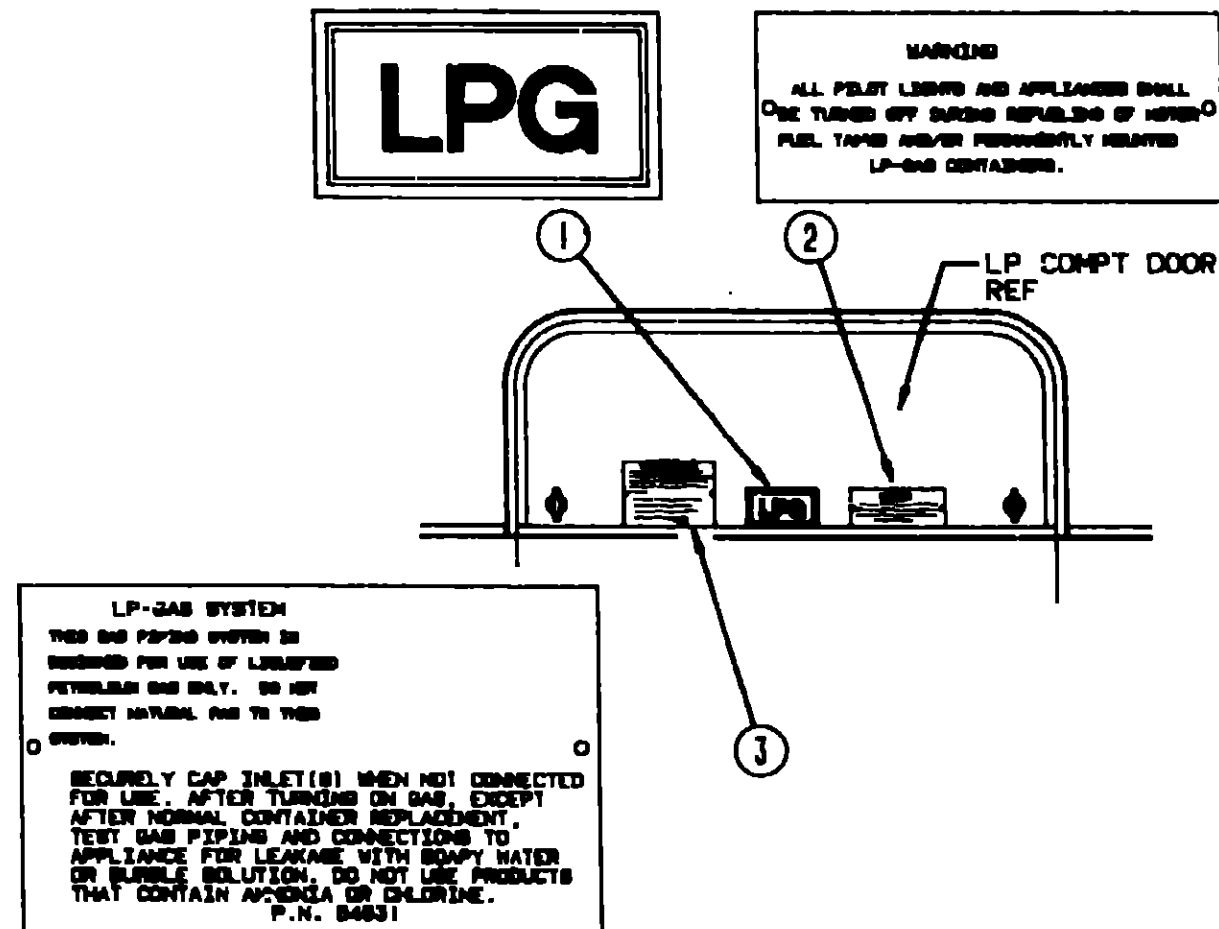 LPG
WARNING
ALL PILOT LIGHTS AND APPLIANCES SHALL
BE TURNED OFF DURING REFUELING OF MOTOR
FUEL TANKS AND/OR PERMANENTLY MOUNTED
LP-GAS CONTAINERS.
1
2
LP COMPT DOOR
REF
LPG
3
LP-GAS SYSTEM
THIS GAS PIPING SYSTEM IS
DESIGNED FOR USE OF LIQUEFIED
PETROLEUM GAS ONLY. DO NOT
CONNECT NATURAL GAS TO THIS
SYSTEM.
SECURELY CAP INLET(S) WHEN NOT CONNECTED
FOR USE. AFTER TURNING ON GAS, EXCEPT
AFTER NORMAL CONTAINER REPLACEMENT,
TEST GAS PIPING AND CONNECTIONS TO
APPLIANCE FOR LEAKAGE WITH SOAPY WATER
OR BUBBLE SOLUTION. DO NOT USE PRODUCTS
THAT CONTAIN AMMONIA OR CHLORINE.
P.N.